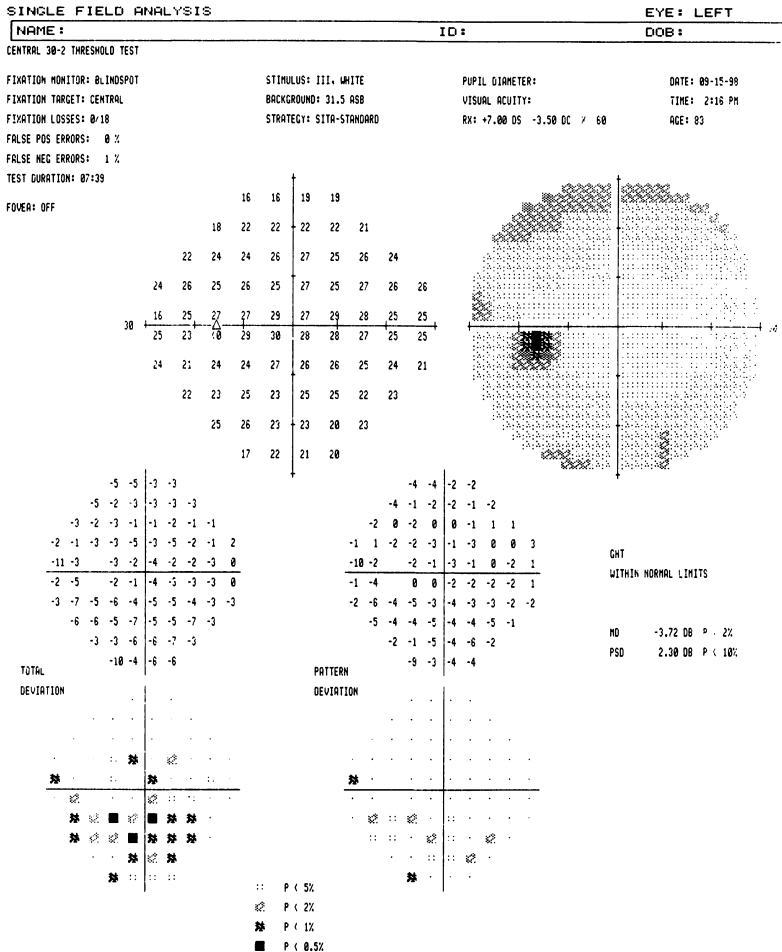 SINGLE FIELD ANALYSIS EYE: LEFT
NAME: ID: DOB:
CENTRAL 30-2 THRESHOLD TEST
FIXATION MONITOR: BLINDSPOT STIMULUS: III, WHITE PUPIL DIAMETER: DATE: 09-15-98
FIXATION TARGET: CENTRAL BACKGROUND: 31.5 ASB VISUAL ACUITY: TIME: 2:16 PM
FIXATION LOSSES: 0/18 STRATEGY: SITA-STANDARD RX: +7.00 DS -3.50 DC X 60 AGE: 83
FALSE POS ERRORS: 0 %
FALSE NEG ERRORS: 1 %
TEST DURATION: 07:39
FOVEA: OFF
16 16 19 19
18 22 22 22 22 21
22 24 24 26 27 25 26 24
24 26 25 26 25 27 25 27 26 26
16 25 27 27 29 27 29 28 25 25
30
25 23 29 30 28 28 27 25 25
24 21 24 24 27 26 26 25 24 21
22 23 25 23 25 25 22 23
25 26 23 23 20 23
17 22 21 20
-5 -5 -3 -3 -4 -4 -2 -2
-5 -2 -3 -3 -3 -3 -4 -1 -2 -2 -1 -2
-3 -2 -3 -1 -1 -2 -1 -1 -2 0 -2 0 0 -1 1 1
-2 -1 -3 -3 -5 -3 -5 -2 -1 2 -1 1 -2 -2 -3 -1 -3 0 0 3
-11 -3 -3 -2 -4 -2 -2 -3 0 -10 -2 -2 -1 -3 -1 0 -2 1
-2 -5 -2 -1 -4 -3 -3 -3 0 -1 -4 0 0 -2 -2 -2 -2 1
-3 -7 -5 -6 -4 -5 -5 -4 -3 -3 -2 -6 -4 -5 -3 -4 -3 -3 -2 -2
-6 -6 -5 -7 -5 -5 -7 -3 -5 -4 -4 -5 -4 -4 -5 -1
-3 -3 -6 -6 -7 -3 -2 -1 -5 -4 -6 -2
-10 -4 -6 -6 -9 -3 -4 -4
GHT
WITHIN NORMAL LIMITS
MD -3.72 DB P < 2%
PSD 2.30 DB P < 10%
TOTAL DEVIATION
PATTERN DEVIATION
P < 5%
P < 2%
P < 1%
P < 0.5%